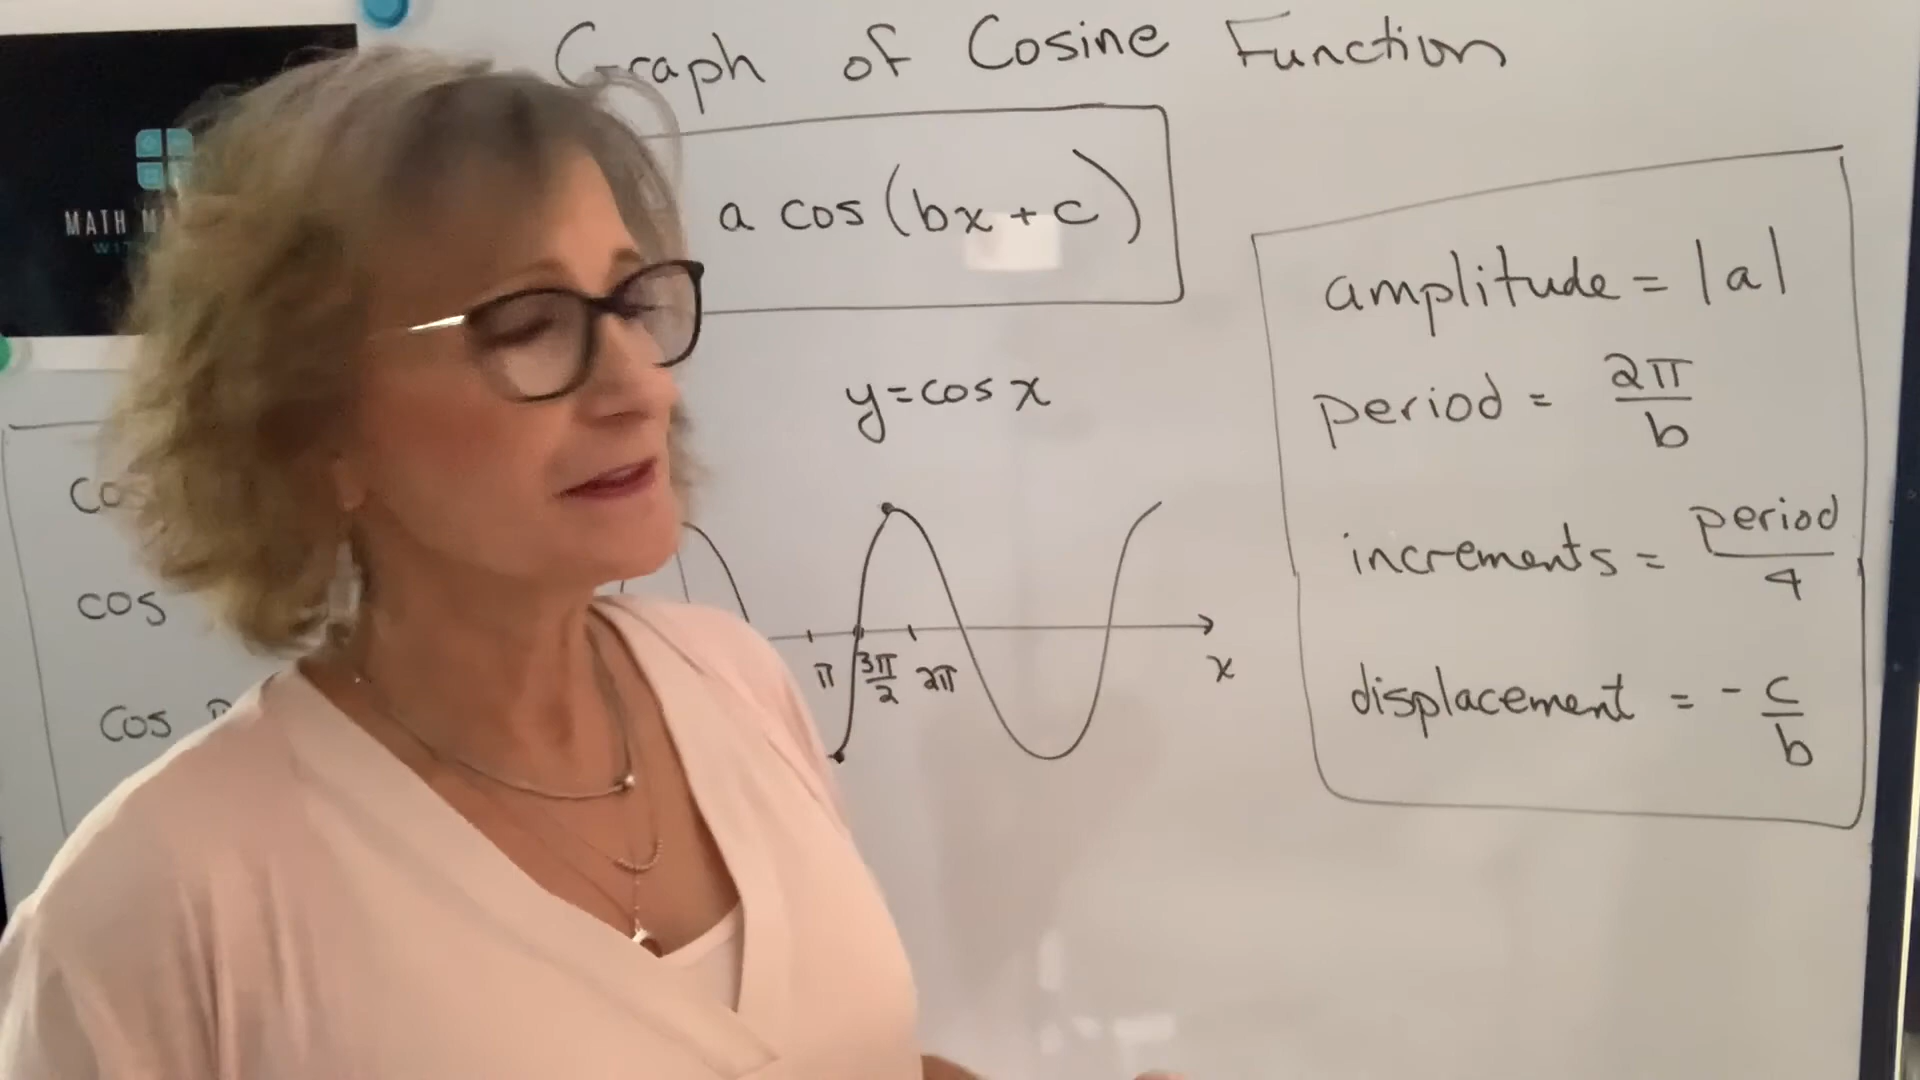 Graph of Cosine Function
MATH
a cos(bx+c)
y=cos x
cos
cos
cos
π 3π/2 2π
x
amplitude = |a|
period = 2π/b
increments = period/4
displacement = - c/b